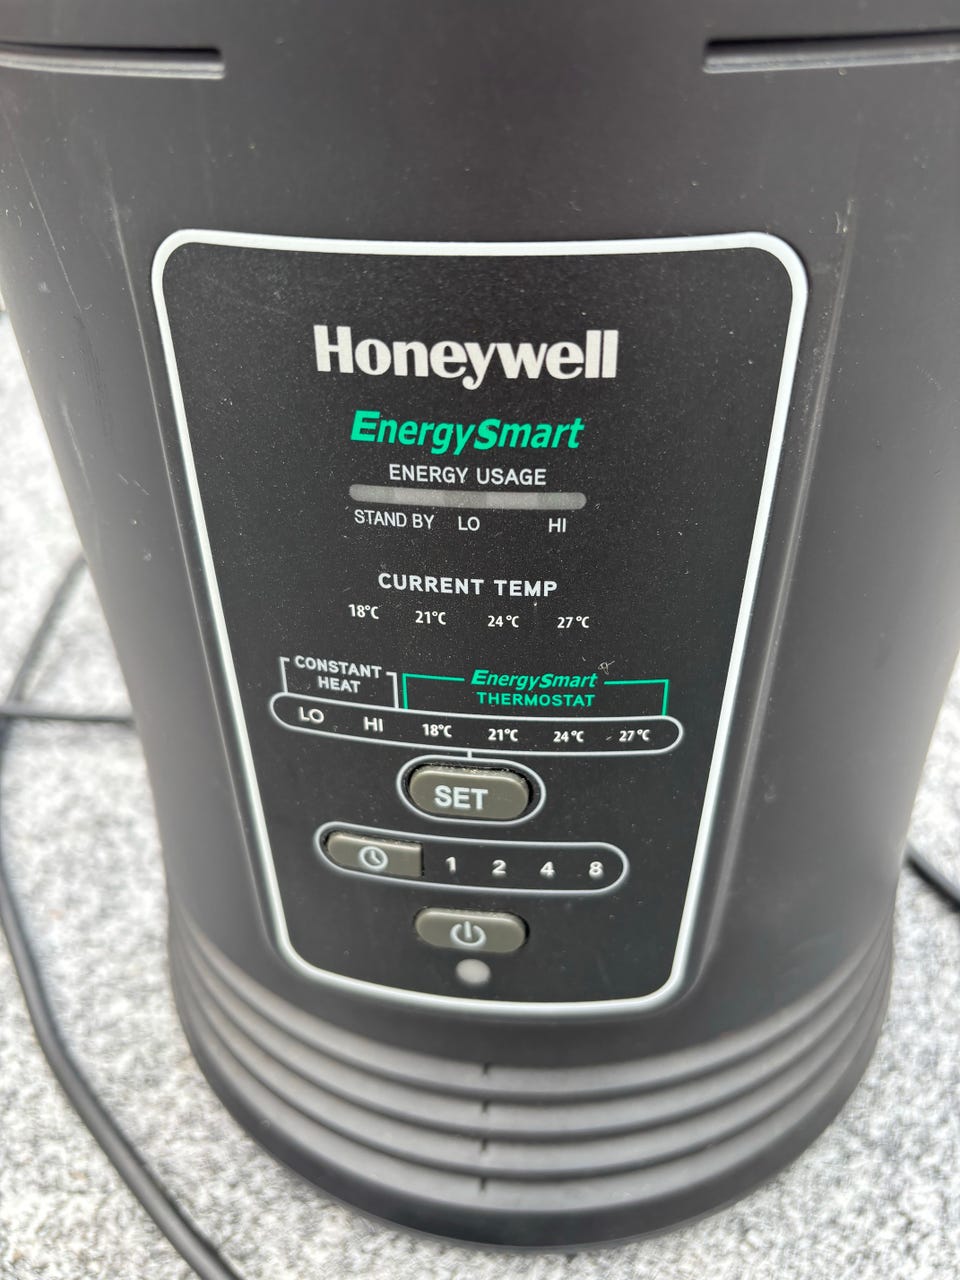 Honeywell
EnergySmart
ENERGY USAGE
STAND BY LO HI
CURRENT TEMP
18°C 21°C 24°C 27°C
CONSTANT HEAT
EnergySmart
THERMOSTAT
LO HI 18°C 21°C 24°C 27°C
SET
1 2 4 8